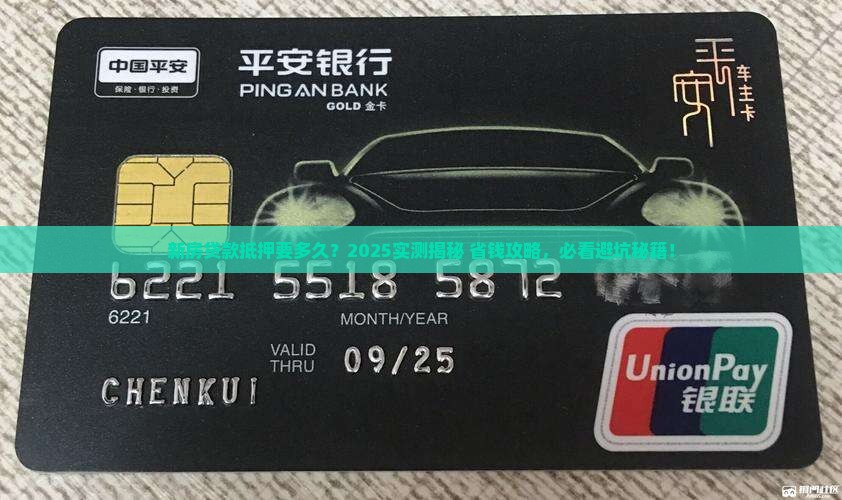 中国平安
保险·银行·投资
平安银行
PINGAN BANK
GOLD 金卡
平安
车主卡
新房贷款抵押要多久？2025实测揭秘 省钱攻略，必看避坑秘籍！
6221 5518 5872
6221
MONTH/YEAR
VALID
THRU
09/25
CHENKUI
UnionPay
银联